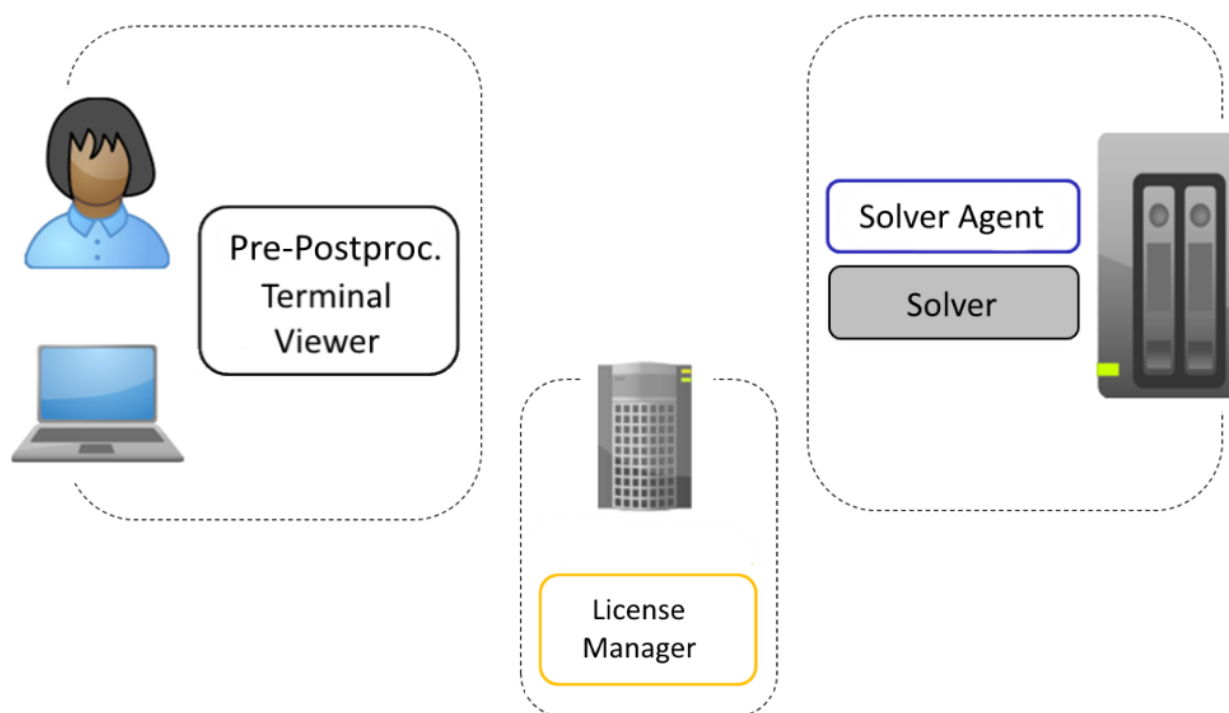 Pre-Postproc.
Terminal
Viewer
Solver Agent
Solver
License
Manager